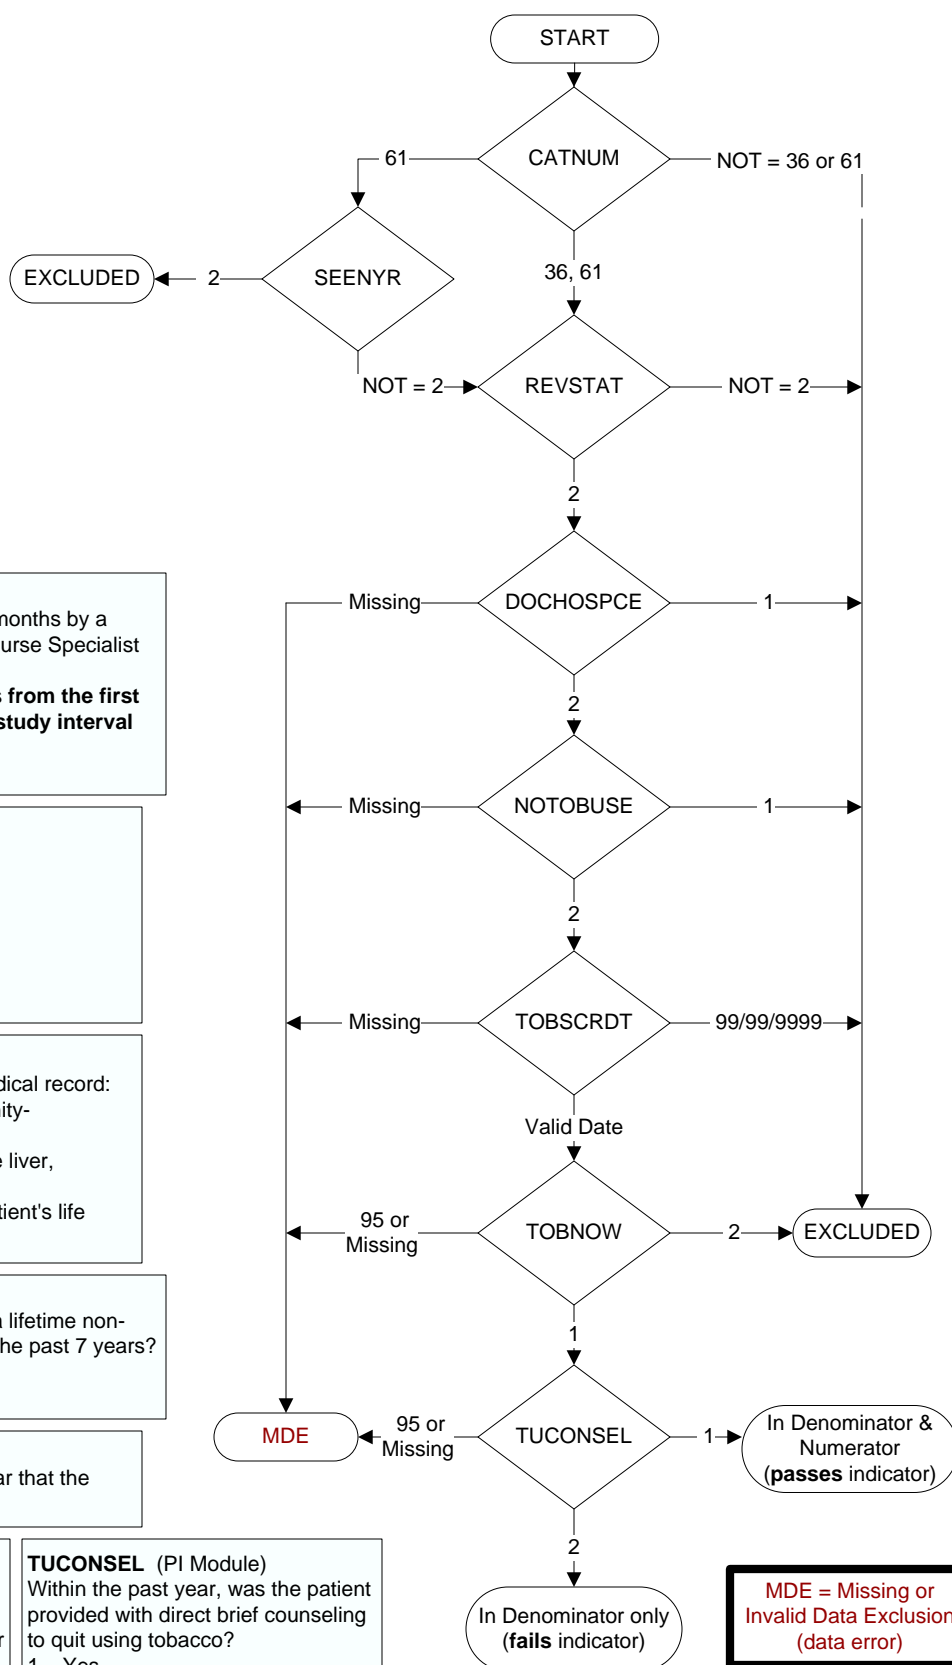 START
CATNUM
61
NOT = 36 or 61
EXCLUDED
2
SEENYR
36, 61
NOT = 2
REVSTAT
NOT = 2
2
Missing
DOCHOSPCE
1
2
Missing
NOTOBUSE
1
2
Missing
TOBSCRDT
99/99/9999
Valid Date
95 or
Missing
TOBNOW
2
EXCLUDED
1
MDE
95 or
Missing
TUCONSEL
1
In Denominator &
Numerator
(passes indicator)
2
In Denominator only
(fails indicator)
MDE = Missing or
Invalid Data Exclusion
(data error)
months by a
urse Specialist
s from the first
study interval
dical record:
nity-
e liver,
tient's life
a lifetime non-
the past 7 years?
ar that the
r
TUCONSEL (PI Module)
Within the past year, was the patient
provided with direct brief counseling
to quit using tobacco?
1. Yes